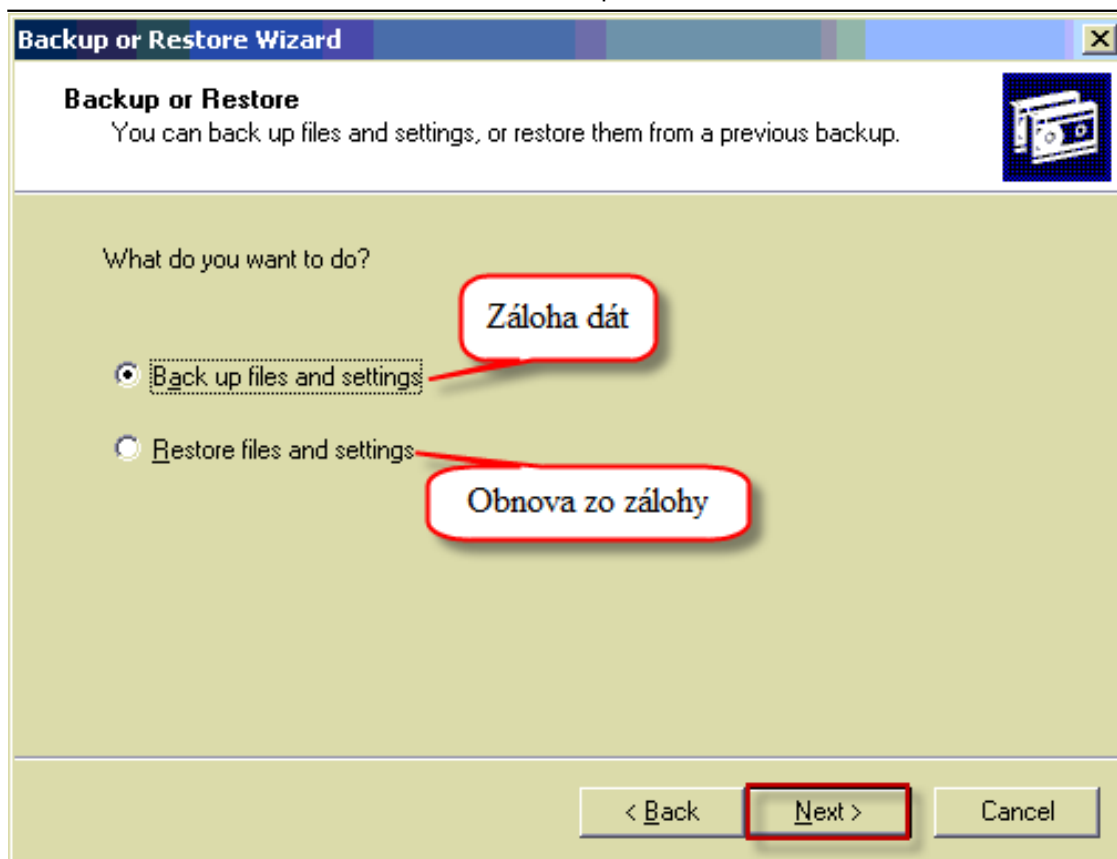 Backup or Restore Wizard
Backup or Restore
You can back up files and settings, or restore them from a previous backup.
What do you want to do?
Záloha dát
Back up files and settings
Restore files and settings
Obnova zo zálohy
< Back Next > Cancel